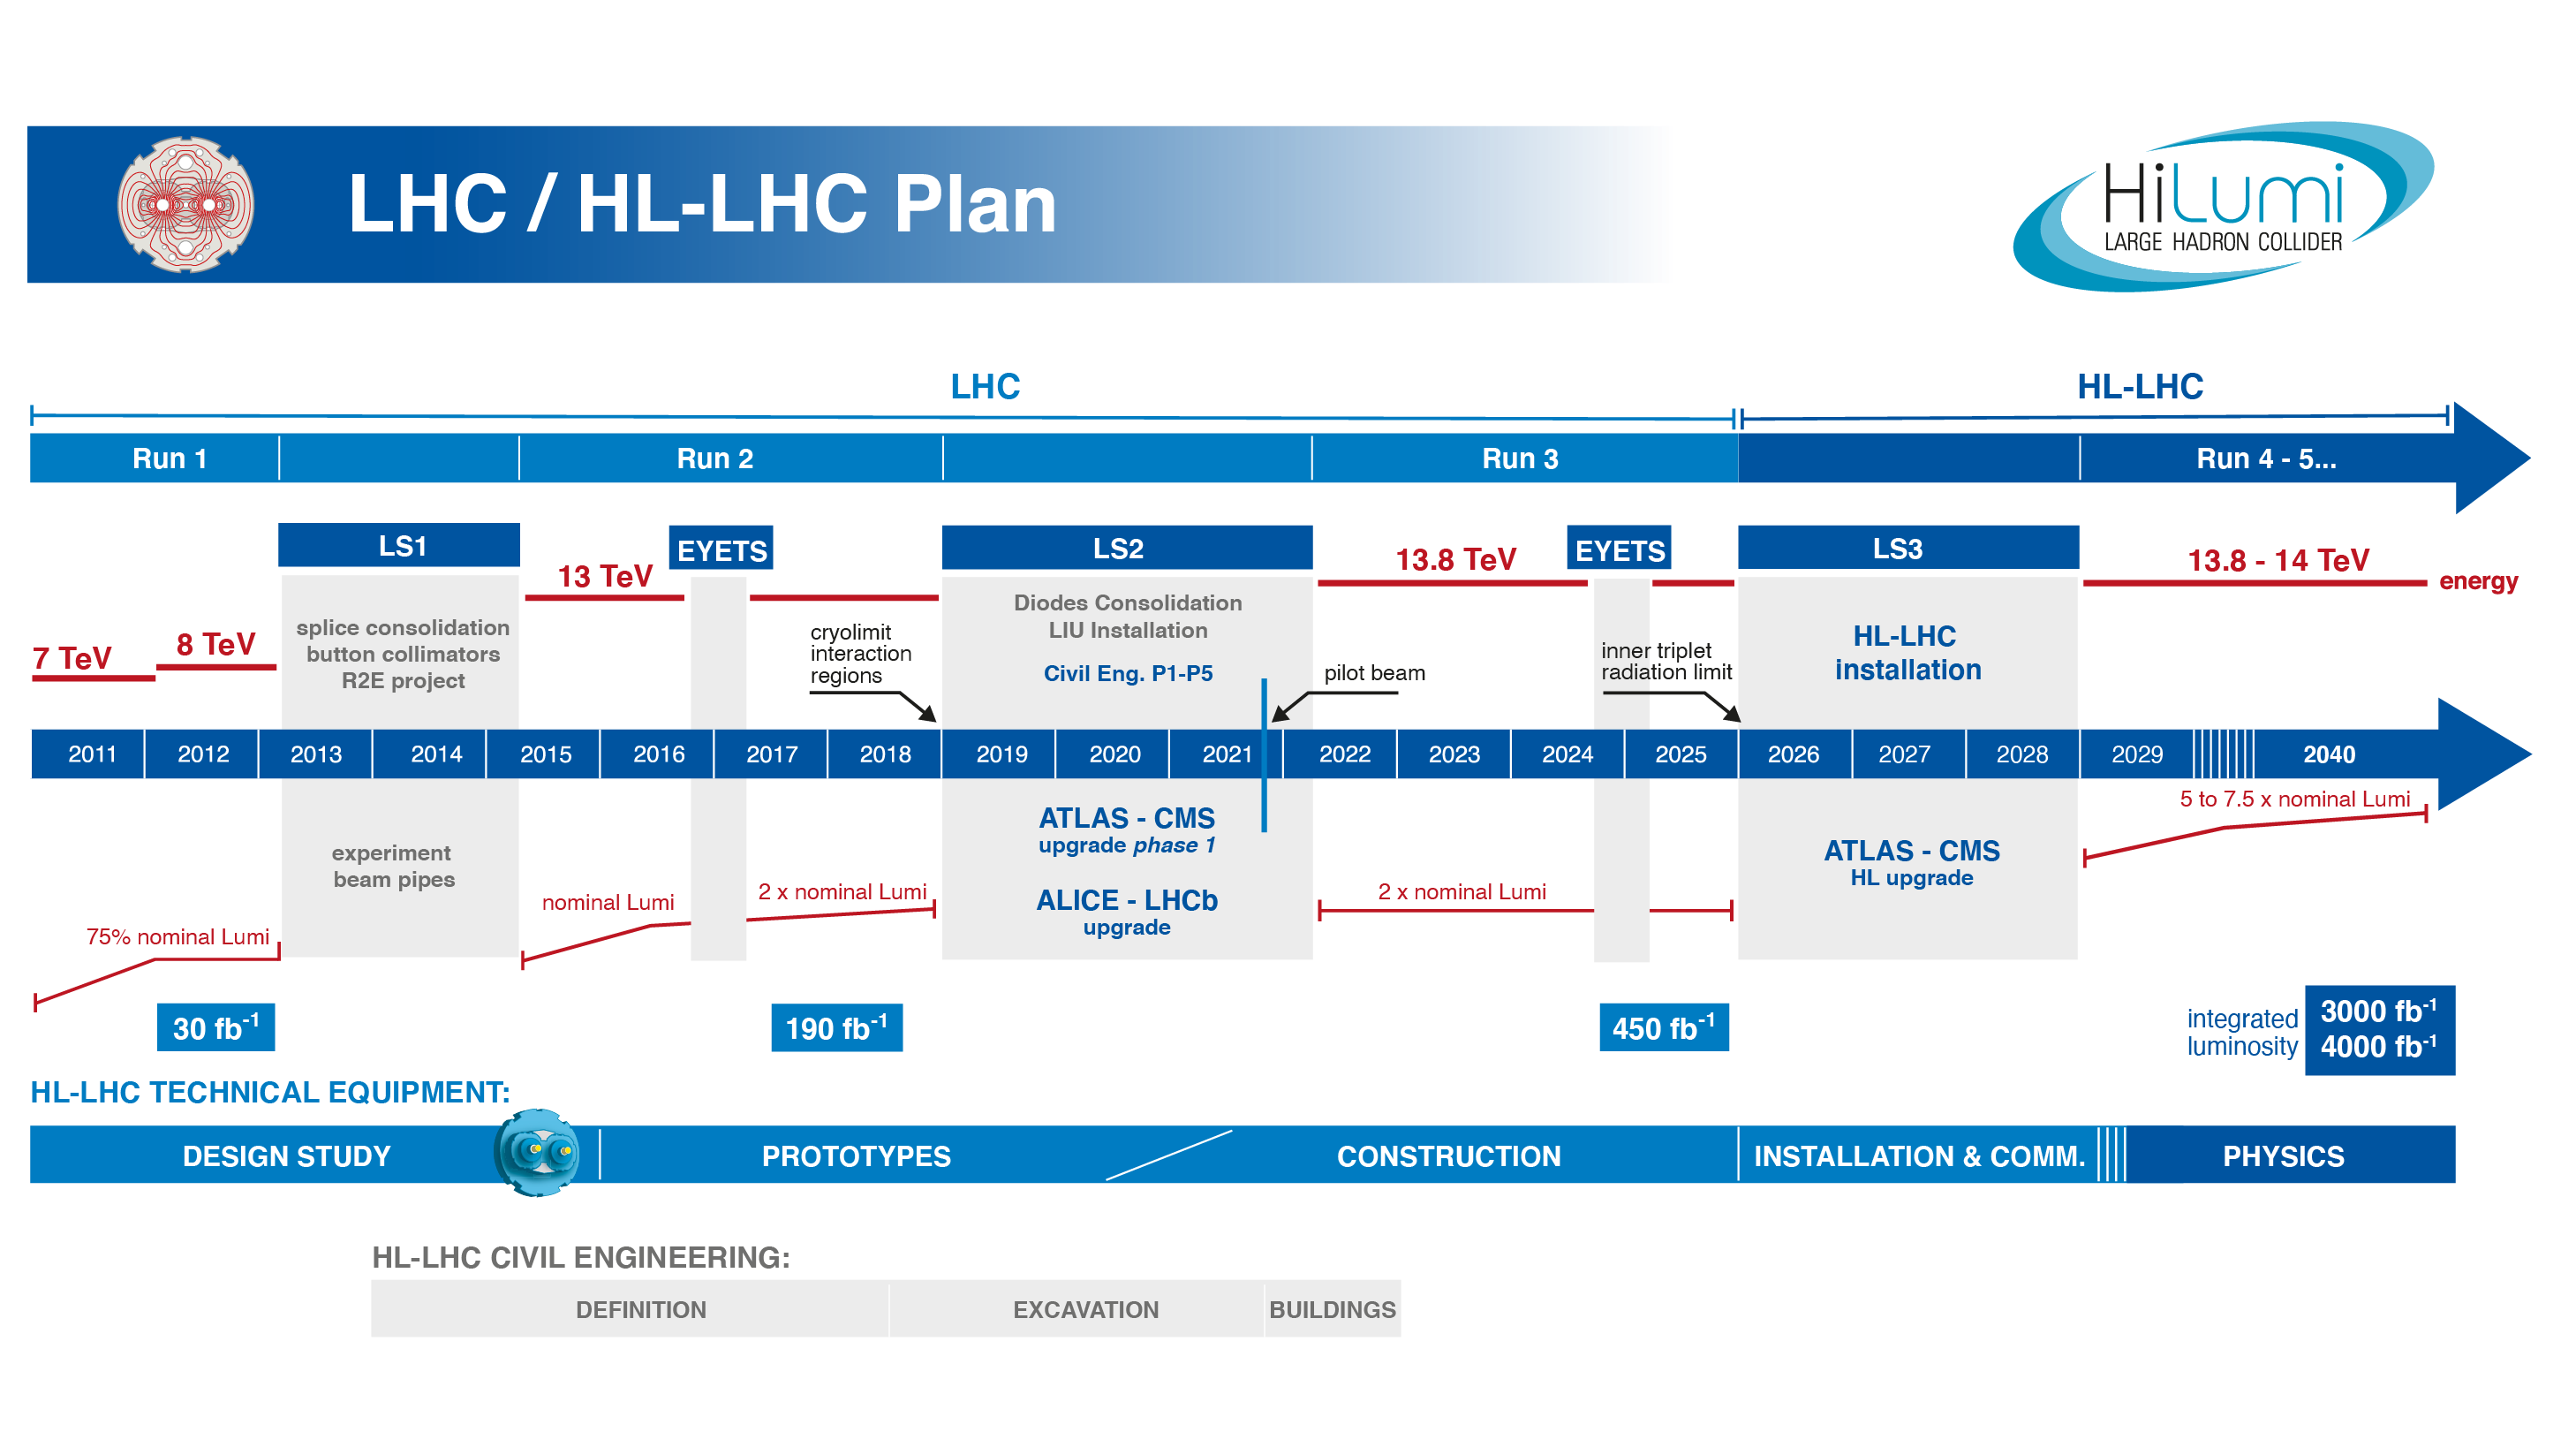 LHC / HL-LHC Plan
HiLumi
LARGE HADRON COLLIDER
LHC
HL-LHC
Run 1
Run 2
Run 3
Run 4 - 5...
LS1
EYETS
LS2
EYETS
LS3
7 TeV
8 TeV
13 TeV
13.8 TeV
13.8 - 14 TeV
energy
splice consolidation
button collimators
R2E project
cryolimit
interaction
regions
Diodes Consolidation
LIU Installation
Civil Eng. P1-P5
pilot beam
inner triplet
radiation limit
HL-LHC
installation
2011
2012
2013
2014
2015
2016
2017
2018
2019
2020
2021
2022
2023
2024
2025
2026
2027
2028
2029
2040
experiment
beam pipes
ATLAS - CMS
upgrade phase 1
ALICE - LHCb
upgrade
ATLAS - CMS
HL upgrade
75% nominal Lumi
nominal Lumi
2 x nominal Lumi
2 x nominal Lumi
5 to 7.5 x nominal Lumi
30 fb-1
190 fb-1
450 fb-1
integrated
luminosity
3000 fb-1
4000 fb-1
HL-LHC TECHNICAL EQUIPMENT:
DESIGN STUDY
PROTOTYPES
CONSTRUCTION
INSTALLATION & COMM.
PHYSICS
HL-LHC CIVIL ENGINEERING:
DEFINITION
EXCAVATION
BUILDINGS